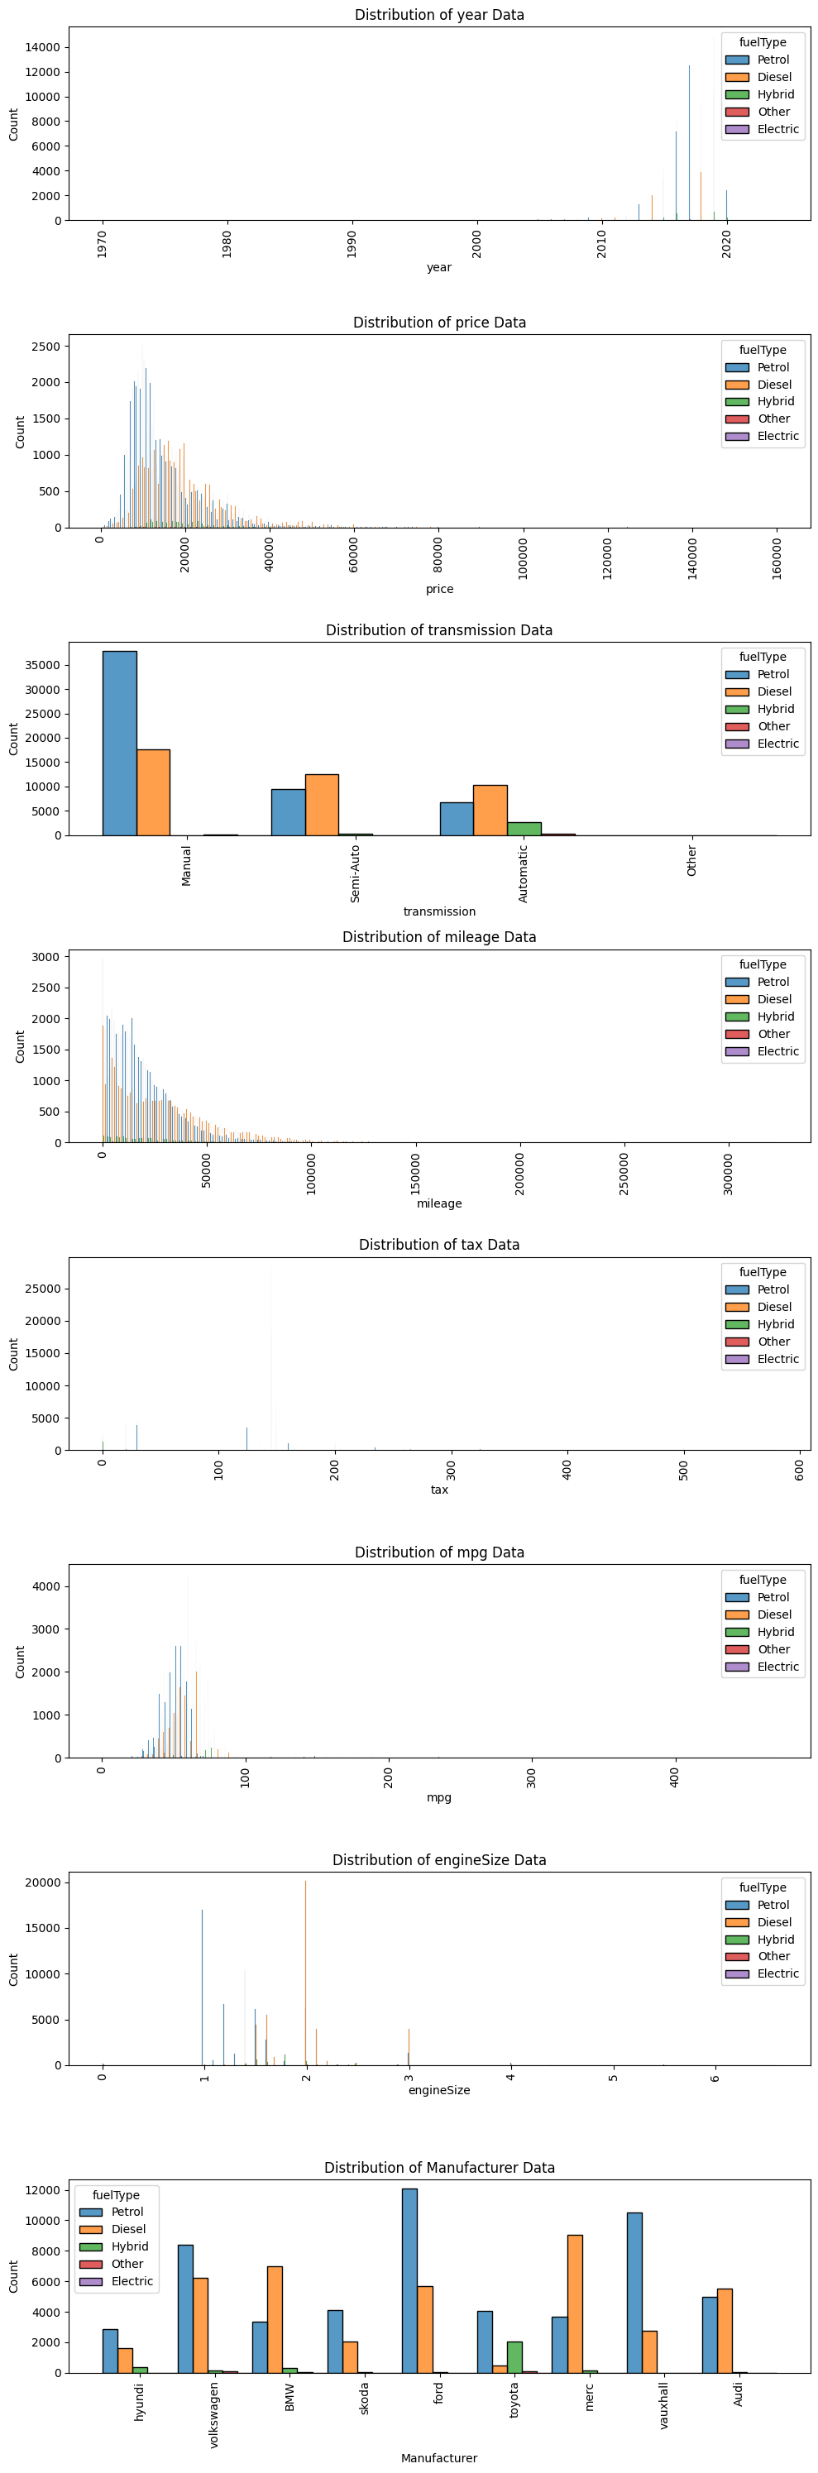 Distribution of year Data
14000
12000
10000
8000
6000
4000
2000
0
Count
fuelType
Petrol
Diesel
Hybrid
Other
Electric
1970
1980
1990
2000
2010
2020
year
Distribution of price Data
2500
2000
1500
1000
500
0
Count
fuelType
Petrol
Diesel
Hybrid
Other
Electric
0
20000
40000
60000
80000
100000
120000
140000
160000
price
Distribution of transmission Data
35000
30000
25000
20000
15000
10000
5000
0
Count
fuelType
Petrol
Diesel
Hybrid
Other
Electric
Manual
Semi-Auto
Automatic
Other
transmission
Distribution of mileage Data
3000
2500
2000
1500
1000
500
0
Count
fuelType
Petrol
Diesel
Hybrid
Other
Electric
0
50000
100000
150000
200000
250000
300000
mileage
Distribution of tax Data
25000
20000
15000
10000
5000
0
Count
fuelType
Petrol
Diesel
Hybrid
Other
Electric
0
100
200
300
400
500
600
tax
Distribution of mpg Data
4000
3000
2000
1000
0
Count
fuelType
Petrol
Diesel
Hybrid
Other
Electric
0
100
200
300
400
mpg
Distribution of engineSize Data
20000
15000
10000
5000
0
Count
fuelType
Petrol
Diesel
Hybrid
Other
Electric
0
1
2
3
4
5
6
engineSize
Distribution of Manufacturer Data
12000
10000
8000
6000
4000
2000
0
Count
fuelType
Petrol
Diesel
Hybrid
Other
Electric
hyundi
volkswagen
BMW
skoda
ford
toyota
merc
vauxhall
Audi
Manufacturer